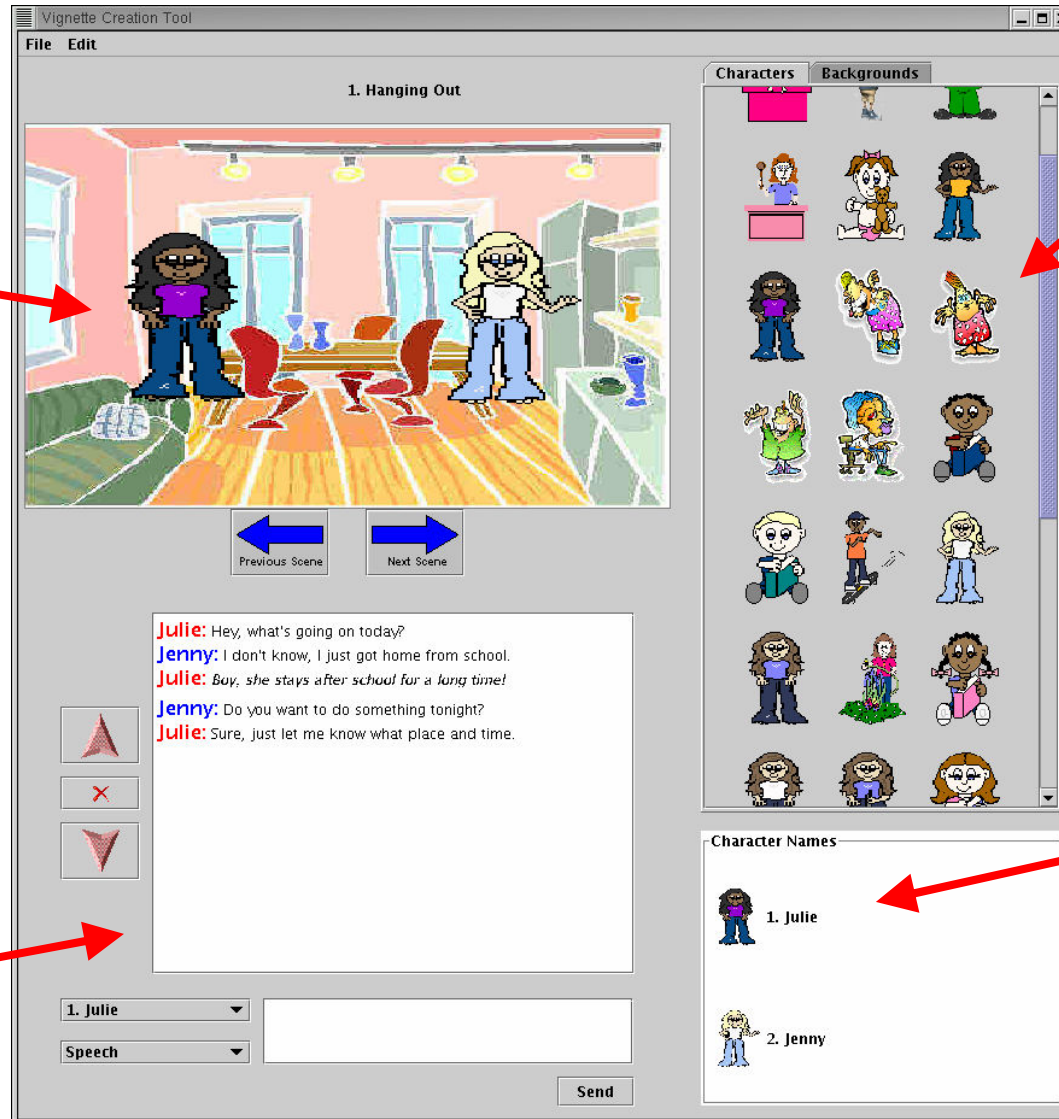 Vignette Creation Tool
File Edit
1. Hanging Out
Characters Backgrounds
Previous Scene
Next Scene
Julie: Hey, what's going on today?
Jenny: I don't know, I just got home from school.
Julie: Boy, she stays after school for a long time!
Jenny: Do you want to do something tonight?
Julie: Sure, just let me know what place and time.
1. Julie
Speech
Send
Character Names
1. Julie
2. Jenny